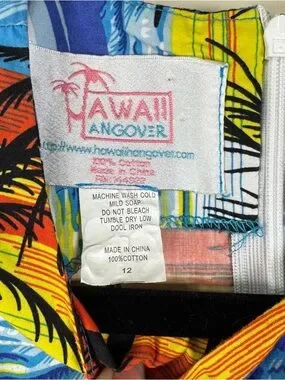 HAWAII
HANGOVER
http://www.hawaiihangover.com
100% Cotton
Made in China
MACHINE WASH COLD
MILD SOAP
DO NOT BLEACH
TUMBLE DRY LOW
COOL IRON
MADE IN CHINA
100%COTTON
12